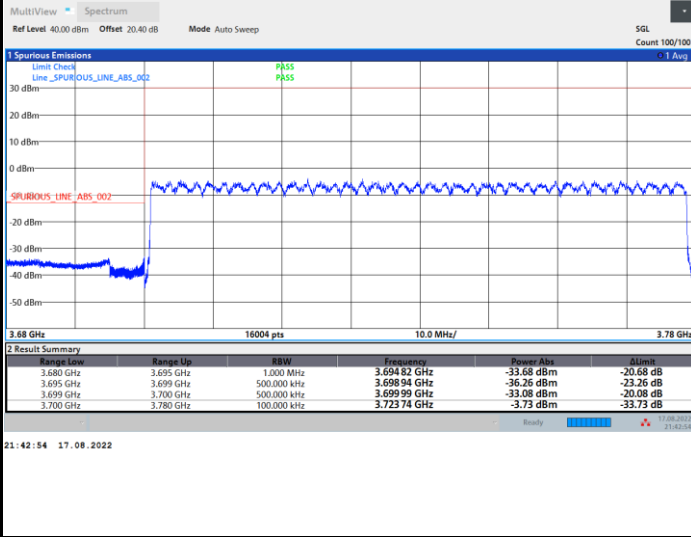 MultiView Spectrum
Ref Level 40.00 dBm Offset 20.40 dB Mode Auto Sweep SGL
Count 100/100
1 Spurious Emissions 1 Avg
Limit Check PASS
Line _SPURIOUS_LINE_ABS_002 PASS
30 dBm
20 dBm
10 dBm
0 dBm
-10 dBm
SPURIOUS_LINE_ABS_002
-20 dBm
-30 dBm
-40 dBm
-50 dBm
3.68 GHz 16004 pts 10.0 MHz/ 3.78 GHz
2 Result Summary
Range Low Range Up RBW Frequency Power Abs ΔLimit
3.680 GHz 3.695 GHz 1.000 MHz 3.694 82 GHz -33.68 dBm -20.68 dB
3.695 GHz 3.699 GHz 500.000 kHz 3.698 94 GHz -36.26 dBm -23.26 dB
3.699 GHz 3.700 GHz 500.000 kHz 3.699 99 GHz -33.08 dBm -20.08 dB
3.700 GHz 3.780 GHz 100.000 kHz 3.723 74 GHz -3.73 dBm -33.73 dB
Ready 17.08.2022
21:42:54
21:42:54 17.08.2022